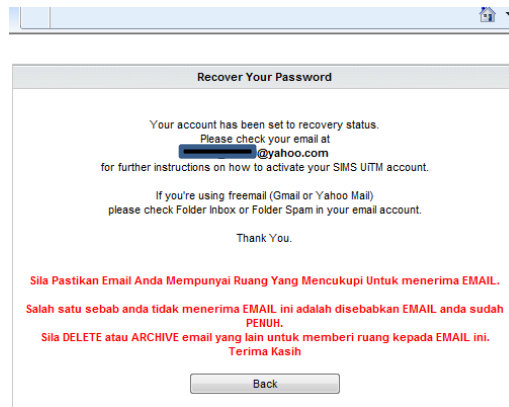 Recover Your Password
Your account has been set to recovery status.
Please check your email at
@yahoo.com
for further instructions on how to activate your SIMS UiTM account.
If you're using freemail (Gmail or Yahoo Mail)
please check Folder Inbox or Folder Spam in your email account.
Thank You.
Sila Pastikan Email Anda Mempunyai Ruang Yang Mencukupi Untuk menerima EMAIL.
Salah satu sebab anda tidak menerima EMAIL ini adalah disebabkan EMAIL anda sudah
PENUH.
Sila DELETE atau ARCHIVE email yang lain untuk memberi ruang kepada EMAIL ini.
Terima Kasih
Back